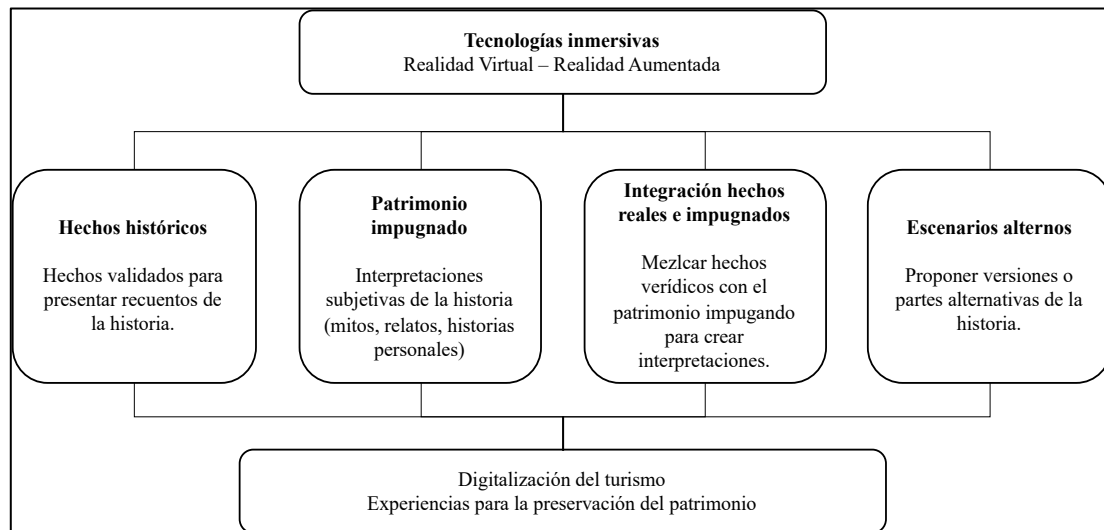 Tecnologías inmersivas
Realidad Virtual – Realidad Aumentada
Hechos históricos
Hechos validados para
presentar recuentos de
la historia.
Patrimonio
impugnado
Interpretaciones
subjetivas de la historia
(mitos, relatos, historias
personales)
Integración hechos
reales e impugnados
Mezlcar hechos
verídicos con el
patrimonio impugando
para crear
interpretaciones.
Escenarios alternos
Proponer versiones o
partes alternativas de la
historia.
Digitalización del turismo
Experiencias para la preservación del patrimonio